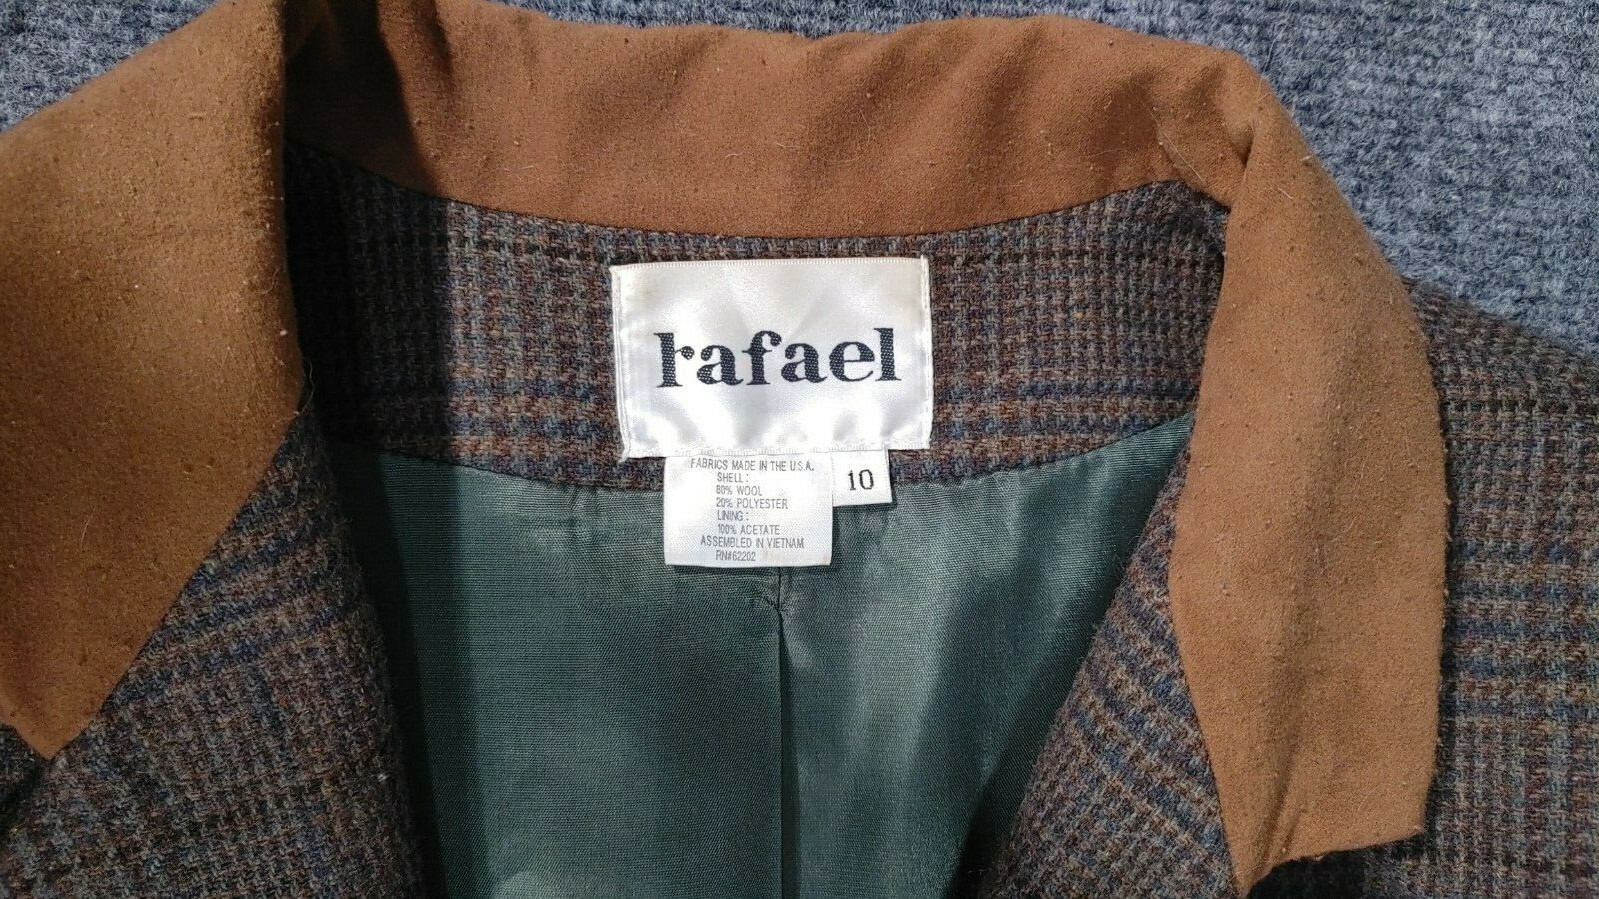 rafael
FABRICS MADE IN THE U.S.A.
SHELL:
80% WOOL
20% POLYESTER
LINING:
100% ACETATE
ASSEMBLED IN VIETNAM
RN#62202
10